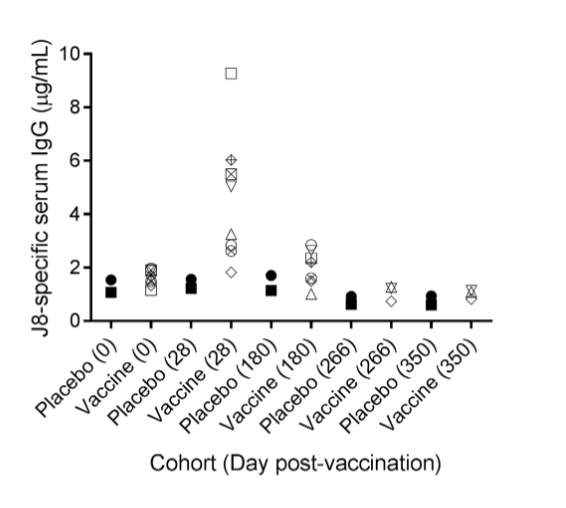 J8-specific serum IgG (μg/mL)
10
8
6
4
2
0
Placebo (0)
Vaccine (0)
Placebo (28)
Vaccine (28)
Placebo (180)
Vaccine (180)
Placebo (266)
Vaccine (266)
Placebo (350)
Vaccine (350)
Cohort (Day post-vaccination)